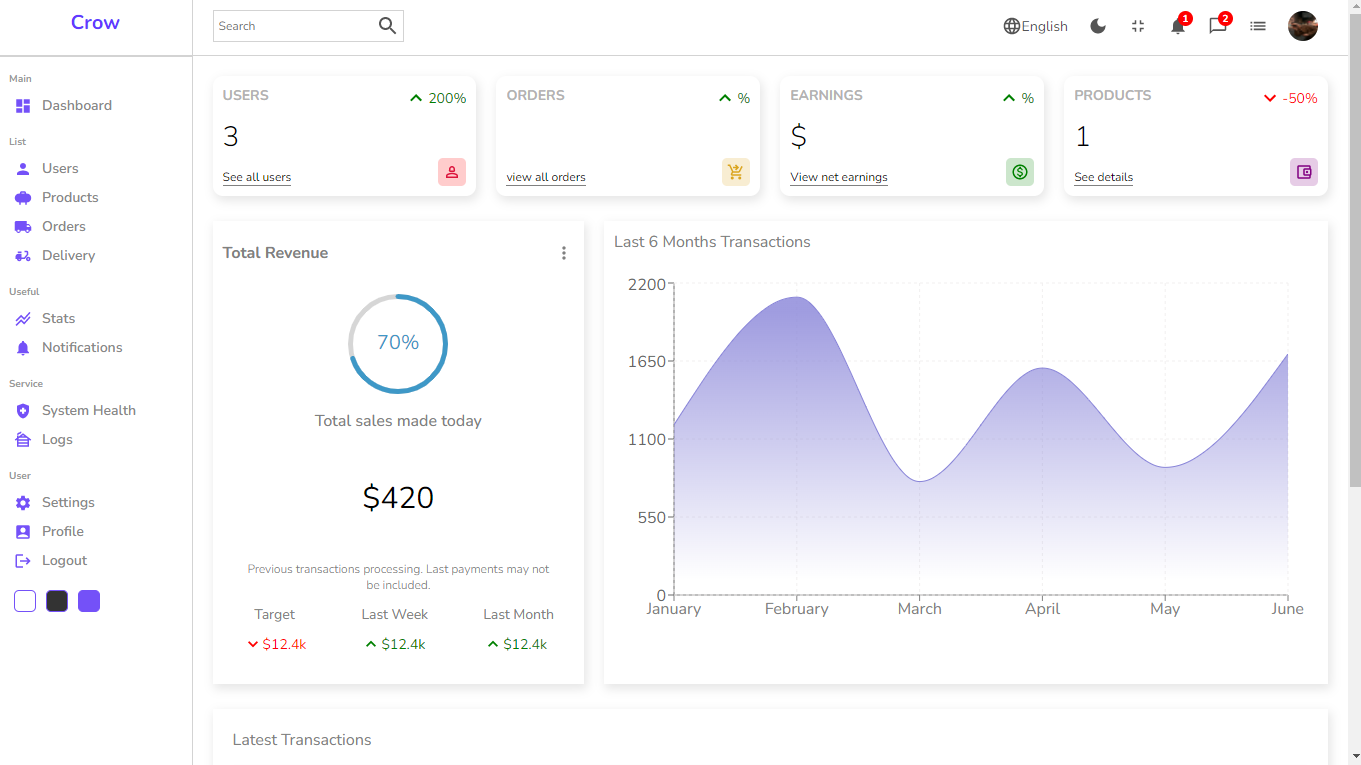 Crow
Search
English
1
2
Main
Dashboard
List
Users
Products
Orders
Delivery
Useful
Stats
Notifications
Service
System Health
Logs
User
Settings
Profile
Logout
USERS
200%
3
See all users
ORDERS
%
view all orders
EARNINGS
%
$
View net earnings
PRODUCTS
-50%
1
See details
Total Revenue
70%
Total sales made today
$420
Previous transactions processing. Last payments may not
be included.
Target
Last Week
Last Month
$12.4k
$12.4k
$12.4k
Last 6 Months Transactions
2200
1650
1100
550
0
January
February
March
April
May
June
Latest Transactions